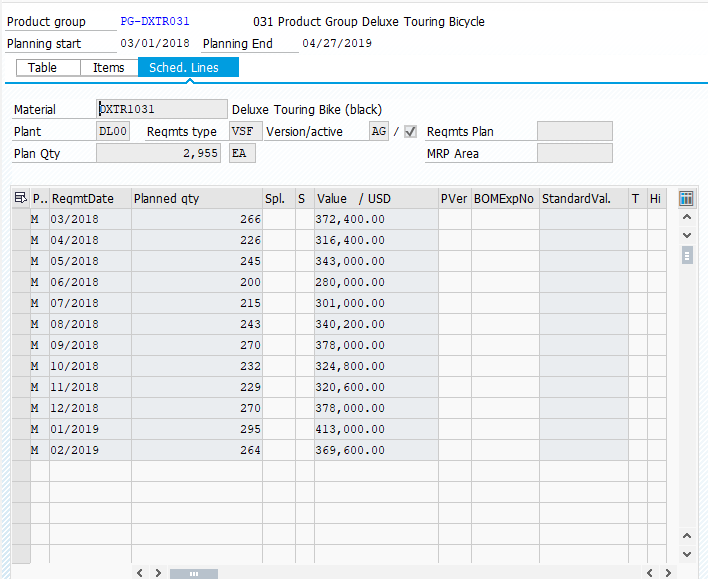 Product group PG-DXTR031 031 Product Group Deluxe Touring Bicycle
Planning start 03/01/2018 Planning End 04/27/2019
Table Items Sched. Lines
Material DXTR1031 Deluxe Touring Bike (black)
Plant DL00 Reqmts type VSF Version/active AG / Reqmts Plan
Plan Qty 2,955 EA MRP Area
P.. ReqmtDate Planned qty Spl. S Value / USD PVer BOMExpNo StandardVal. T Hi
M 03/2018 266 372,400.00
M 04/2018 226 316,400.00
M 05/2018 245 343,000.00
M 06/2018 200 280,000.00
M 07/2018 215 301,000.00
M 08/2018 243 340,200.00
M 09/2018 270 378,000.00
M 10/2018 232 324,800.00
M 11/2018 229 320,600.00
M 12/2018 270 378,000.00
M 01/2019 295 413,000.00
M 02/2019 264 369,600.00